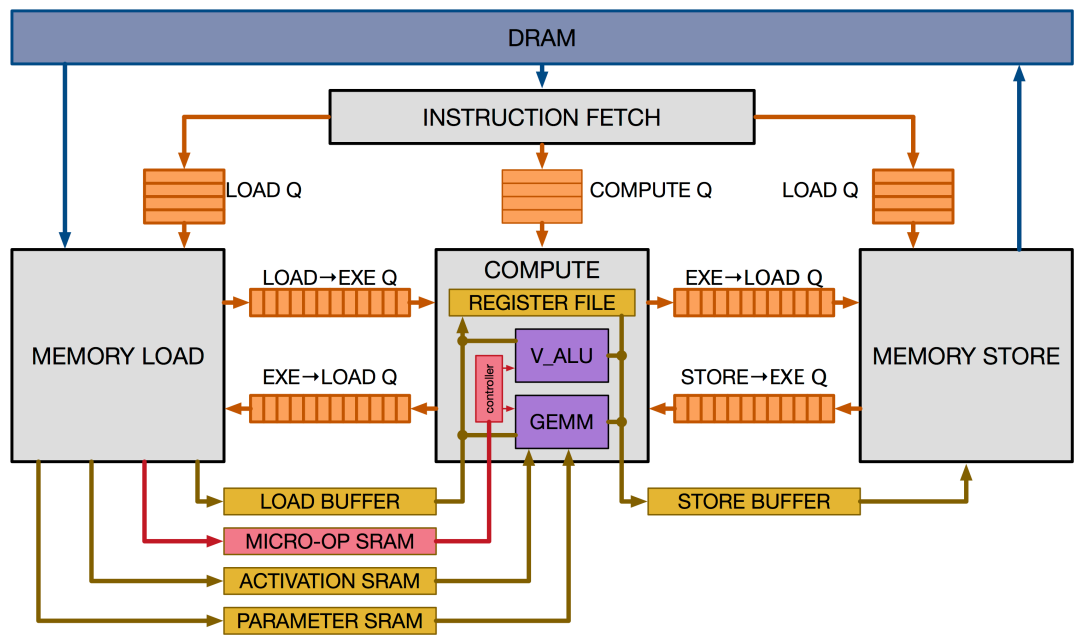 DRAM
INSTRUCTION FETCH
LOAD Q
COMPUTE Q
LOAD Q
MEMORY LOAD
LOAD→EXE Q
EXE→LOAD Q
COMPUTE
REGISTER FILE
V_ALU
controller
GEMM
EXE→LOAD Q
STORE→EXE Q
MEMORY STORE
LOAD BUFFER
STORE BUFFER
MICRO-OP SRAM
ACTIVATION SRAM
PARAMETER SRAM